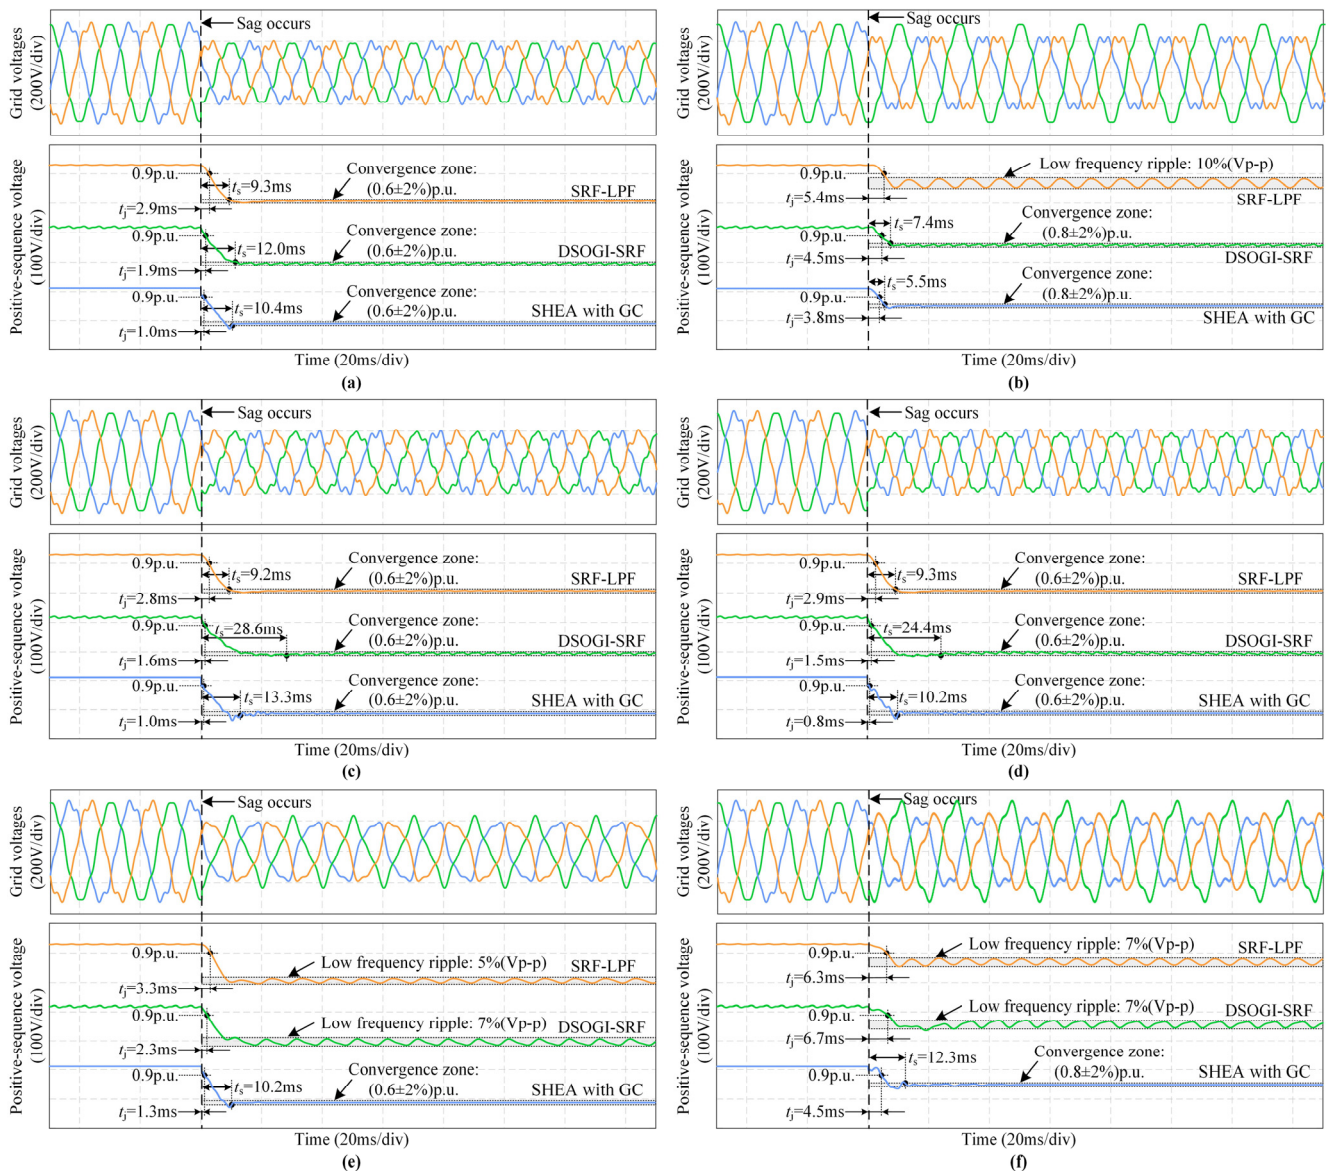 Sag occurs
Grid voltages
(200V/div)
Positive-sequence voltage
(100V/div)
0.9p.u.
ts=9.3ms
tj=2.9ms
Convergence zone:
(0.6±2%)p.u.
SRF-LPF
0.9p.u.
ts=12.0ms
tj=1.9ms
Convergence zone:
(0.6±2%)p.u.
DSOGI-SRF
0.9p.u.
ts=10.4ms
tj=1.0ms
Convergence zone:
(0.6±2%)p.u.
SHEA with GC
Time (20ms/div)
(a)
Sag occurs
Grid voltages
(200V/div)
Positive-sequence voltage
(100V/div)
0.9p.u.
tj=5.4ms
Low frequency ripple: 10%(Vp-p)
SRF-LPF
0.9p.u.
ts=7.4ms
tj=4.5ms
Convergence zone:
(0.8±2%)p.u.
DSOGI-SRF
0.9p.u.
ts=5.5ms
tj=3.8ms
Convergence zone:
(0.8±2%)p.u.
SHEA with GC
Time (20ms/div)
(b)
Sag occurs
Grid voltages
(200V/div)
Positive-sequence voltage
(100V/div)
0.9p.u.
ts=9.2ms
tj=2.8ms
Convergence zone:
(0.6±2%)p.u.
SRF-LPF
0.9p.u.
ts=28.6ms
tj=1.6ms
Convergence zone:
(0.6±2%)p.u.
DSOGI-SRF
0.9p.u.
ts=13.3ms
tj=1.0ms
Convergence zone:
(0.6±2%)p.u.
SHEA with GC
Time (20ms/div)
(c)
Sag occurs
Grid voltages
(200V/div)
Positive-sequence voltage
(100V/div)
0.9p.u.
ts=9.3ms
tj=2.9ms
Convergence zone:
(0.6±2%)p.u.
SRF-LPF
0.9p.u.
ts=24.4ms
tj=1.5ms
Convergence zone:
(0.6±2%)p.u.
DSOGI-SRF
0.9p.u.
ts=10.2ms
tj=0.8ms
Convergence zone:
(0.6±2%)p.u.
SHEA with GC
Time (20ms/div)
(d)
Sag occurs
Grid voltages
(200V/div)
Positive-sequence voltage
(100V/div)
0.9p.u.
tj=3.3ms
Low frequency ripple: 5%(Vp-p)
SRF-LPF
0.9p.u.
tj=2.3ms
Low frequency ripple: 7%(Vp-p)
DSOGI-SRF
0.9p.u.
ts=10.2ms
tj=1.3ms
Convergence zone:
(0.6±2%)p.u.
SHEA with GC
Time (20ms/div)
(e)
Sag occurs
Grid voltages
(200V/div)
Positive-sequence voltage
(100V/div)
0.9p.u.
tj=6.3ms
Low frequency ripple: 7%(Vp-p)
SRF-LPF
0.9p.u.
tj=6.7ms
Low frequency ripple: 7%(Vp-p)
DSOGI-SRF
0.9p.u.
ts=12.3ms
tj=4.5ms
Convergence zone:
(0.8±2%)p.u.
SHEA with GC
Time (20ms/div)
(f)